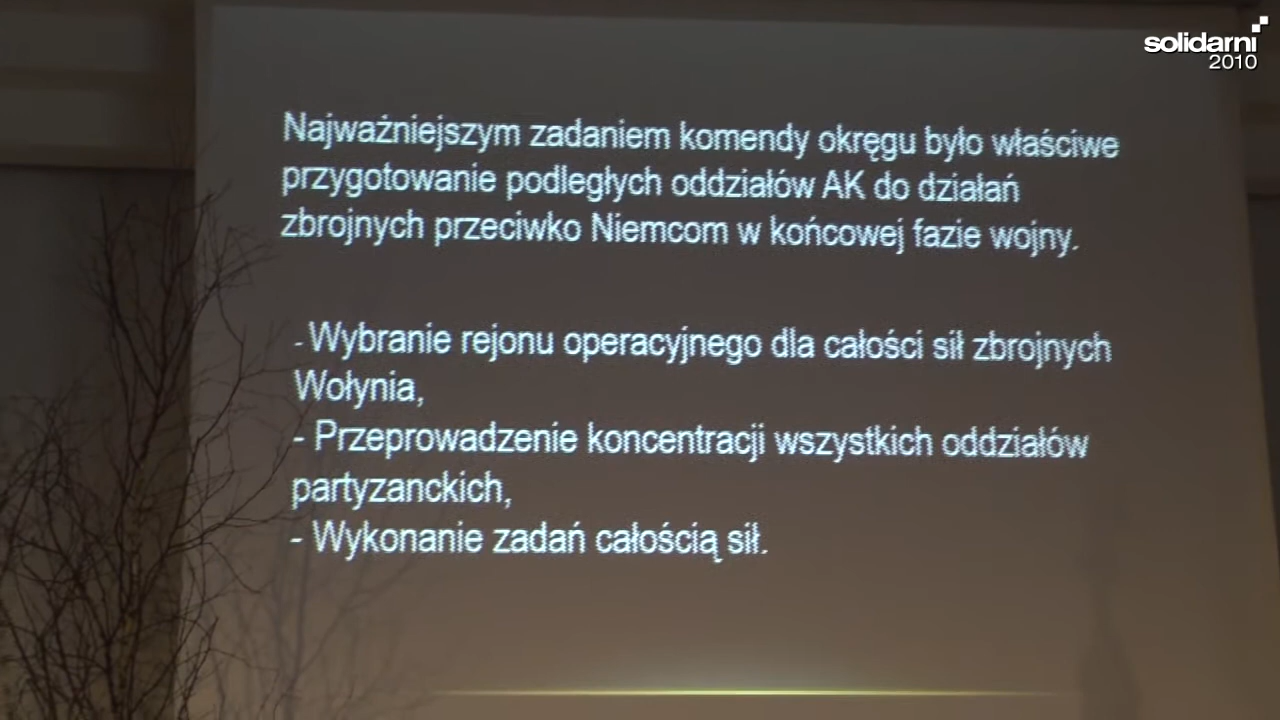 solidarni
2010
Najważniejszym zadaniem komendy okręgu było właściwe
przygotowanie podległych oddziałów AK do działań
zbrojnych przeciwko Niemcom w końcowej fazie wojny.
- Wybranie rejonu operacyjnego dla całości sił zbrojnych
Wołynia,
- Przeprowadzenie koncentracji wszystkich oddziałów
partyzanckich,
- Wykonanie zadań całością sił.